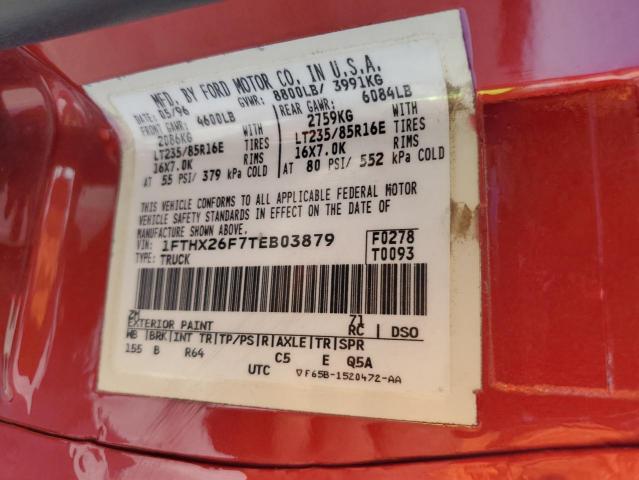 MFD. BY FORD MOTOR CO. IN U.S.A.
DATE: 05/96 GVWR: 8800LB/ 3991KG
FRONT GAWR: 4600LB REAR GAWR: 6084LB
2086KG WITH 2759KG WITH
LT235/85R16E TIRES LT235/85R16E TIRES
16X7.0K RIMS 16X7.0K RIMS
AT 55 PSI/ 379 kPa COLD AT 80 PSI/ 552 kPa COLD
THIS VEHICLE CONFORMS TO ALL APPLICABLE FEDERAL MOTOR
VEHICLE SAFETY STANDARDS IN EFFECT ON THE DATE OF
MANUFACTURE SHOWN ABOVE.
VIN: 1FTHX26F7TEB03879 F0278
TYPE: TRUCK T0093
EXTERIOR PAINT 71 RC DSO
WB BRK INT TR TP/PS R AXLE TR SPR
155 B R64 C5 E Q5A
UTC F65B-1520472-AA